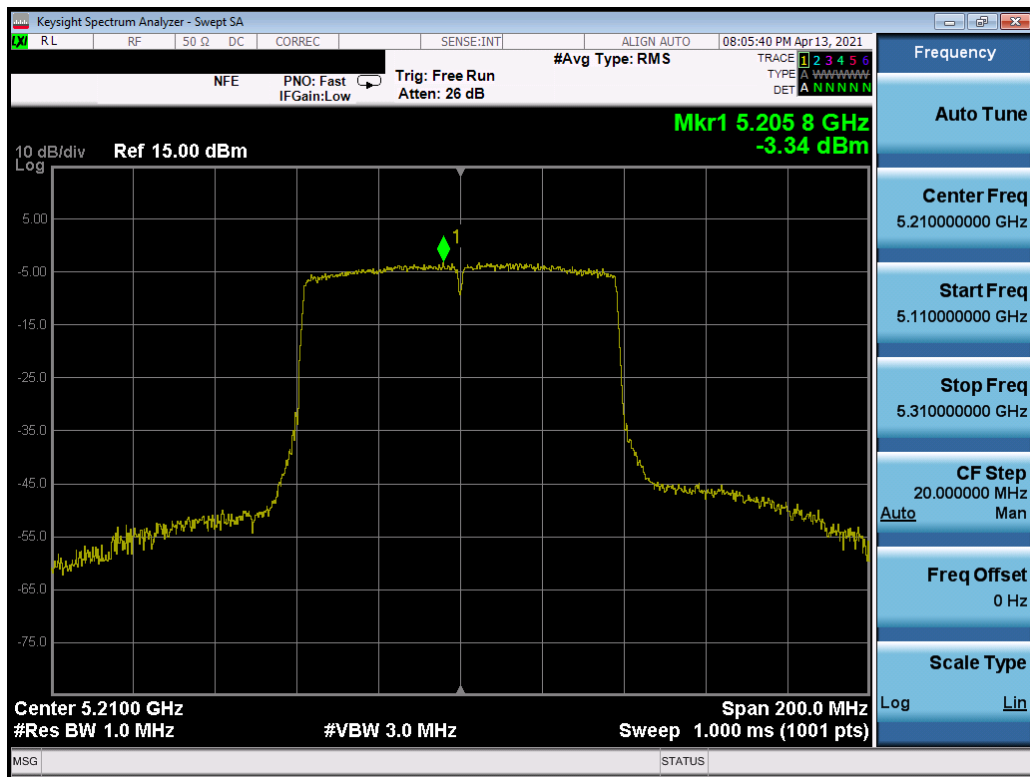 Keysight Spectrum Analyzer - Swept SA
LXI RL RF 50 Ω DC CORREC SENSE:INT ALIGN AUTO 08:05:40 PM Apr 13, 2021
#Avg Type: RMS TRACE 1 2 3 4 5 6
NFE PNO: Fast Trig: Free Run TYPE A WWWWW
IFGain:Low Atten: 26 dB DET A N N N N N
Mkr1 5.205 8 GHz
-3.34 dBm
10 dB/div Ref 15.00 dBm
Log
1
5.00
-5.00
-15.0
-25.0
-35.0
-45.0
-55.0
-65.0
-75.0
Center 5.2100 GHz Span 200.0 MHz
#Res BW 1.0 MHz #VBW 3.0 MHz Sweep 1.000 ms (1001 pts)
MSG STATUS
Frequency
Auto Tune
Center Freq
5.210000000 GHz
Start Freq
5.110000000 GHz
Stop Freq
5.310000000 GHz
CF Step
20.000000 MHz
Auto Man
Freq Offset
0 Hz
Scale Type
Log Lin